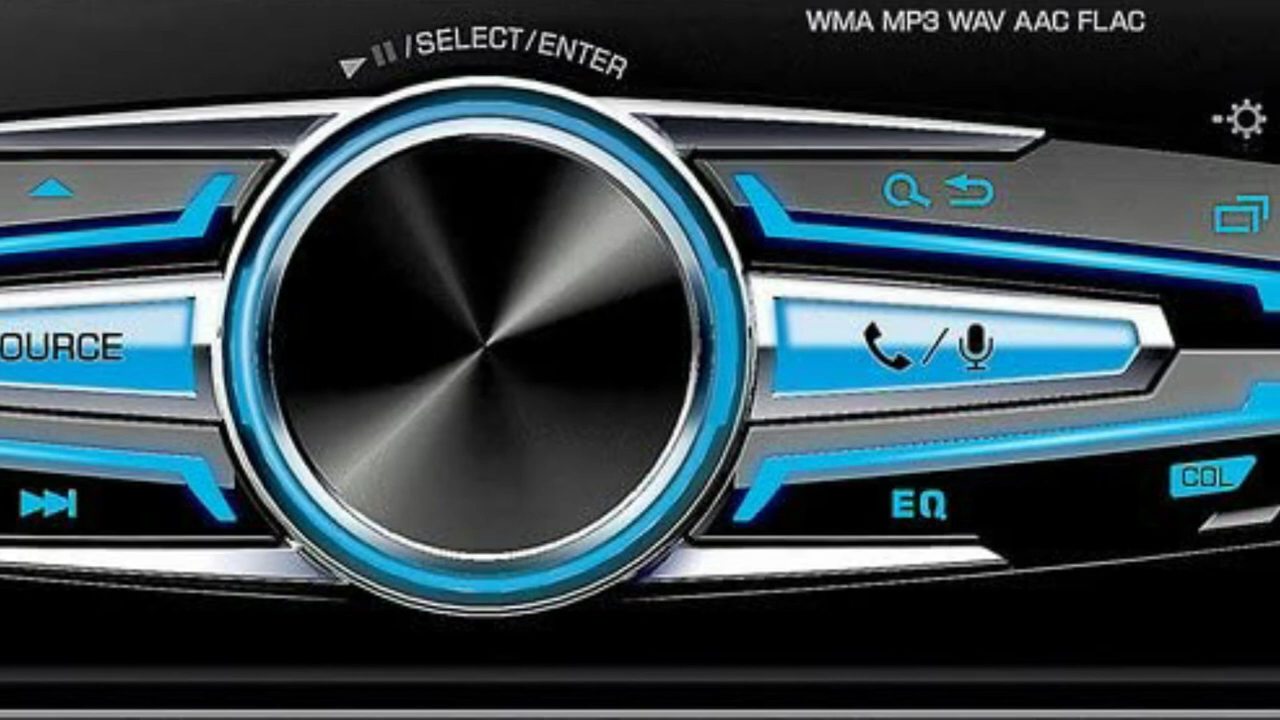 WMA MP3 WAV AAC FLAC
/SELECT/ENTER
OURCE
/
EQ
COL